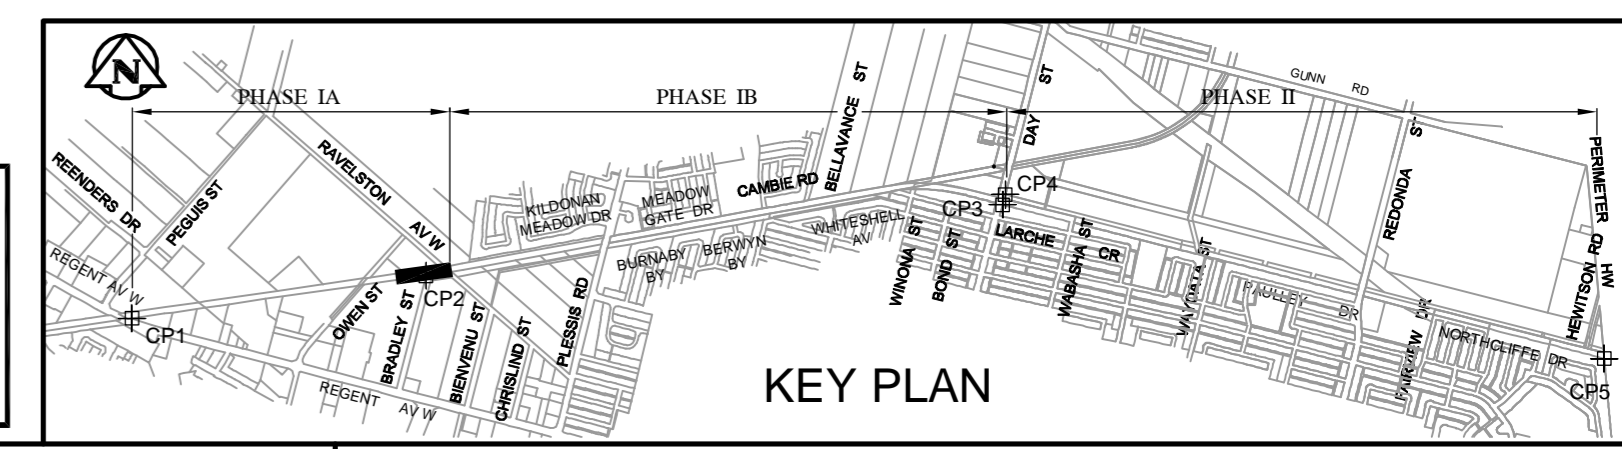 N
PHASE IA
PHASE IB
PHASE II
GUNN RD
REENDERS DR
PEGUIS ST
RAVELSTON AV W
REGENT AV W
CP1
OWEN ST
BRADLEY ST
CP2
BIENVENU ST
CHRISLIND ST
REGENT AV W
PLESSIS RD
KILDONAN
MEADOW DR
MEADOW
GATE DR
CAMBIE RD
BELLAVANCE ST
BURNABY
BY
BERWYN
BY
WHITESHELL
AV
WINONA ST
BOND ST
DAY ST
CP4
CP3
LARCHE CR
WABASHA ST
WAYOATA ST
PAULLEY DR
REDONDA ST
FAIRVIEW DR
NORTHCLIFFE DR
HEWITSON RD
PERIMETER HW
CP5
KEY PLAN